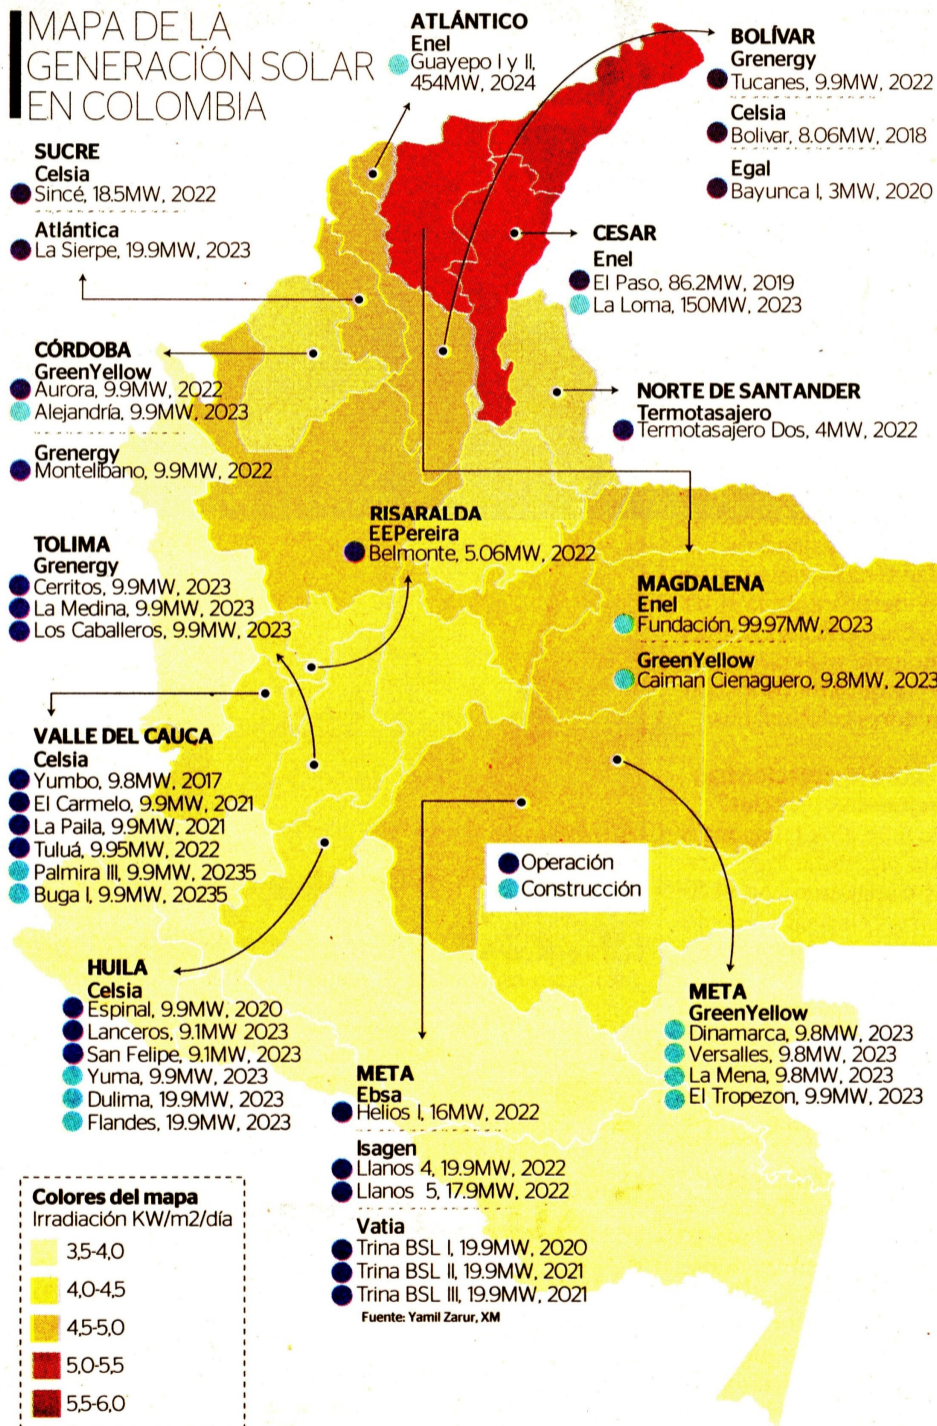 MAPA DE LA
GENERACIÓN SOLAR
EN COLOMBIA
ATLÁNTICO
Enel
Guayepo I y II,
454MW, 2024
BOLÍVAR
Grenergy
Tucanes, 9.9MW, 2022
Celsia
Bolivar, 8.06MW, 2018
Egal
Bayunca I, 3MW, 2020
SUCRE
Celsia
Sincé, 18.5MW, 2022
Atlántica
La Sierpe, 19.9MW, 2023
CESAR
Enel
El Paso, 86.2MW, 2019
La Loma, 150MW, 2023
CÓRDOBA
GreenYellow
Aurora, 9.9MW, 2022
Alejandría, 9.9MW, 2023
Grenergy
Montelíbano, 9.9MW, 2022
NORTE DE SANTANDER
Termotasajero
Termotasajero Dos, 4MW, 2022
RISARALDA
EEPereira
Belmonte, 5.06MW, 2022
TOLIMA
Grenergy
Cerritos, 9.9MW, 2023
La Medina, 9.9MW, 2023
Los Caballeros, 9.9MW, 2023
MAGDALENA
Enel
Fundación, 99.97MW, 2023
GreenYellow
Caiman Cienaguero, 9.8MW, 2023
VALLE DEL CAUCA
Celsia
Yumbo, 9.8MW, 2017
El Carmelo, 9.9MW, 2021
La Paila, 9.9MW, 2021
Tuluá, 9.95MW, 2022
Palmira III, 9.9MW, 20235
Buga I, 9.9MW, 20235
Operación
Construcción
HUILA
Celsia
Espinal, 9.9MW, 2020
Lanceros, 9.1MW 2023
San Felipe, 9.1MW, 2023
Yuma, 9.9MW, 2023
Dulima, 19.9MW, 2023
Flandes, 19.9MW, 2023
META
GreenYellow
Dinamarca, 9.8MW, 2023
Versalles, 9.8MW, 2023
La Mena, 9.8MW, 2023
El Tropezon, 9.9MW, 2023
META
Ebsa
Helios I, 16MW, 2022
Isagen
Llanos 4, 19.9MW, 2022
Llanos 5, 17.9MW, 2022
Vatia
Trina BSL I, 19.9MW, 2020
Trina BSL II, 19.9MW, 2021
Trina BSL III, 19.9MW, 2021
Fuente: Yamil Zarur, XM
Colores del mapa
Irradiación KW/m2/día
3,5-4,0
4,0-4,5
4,5-5,0
5,0-5,5
5,5-6,0